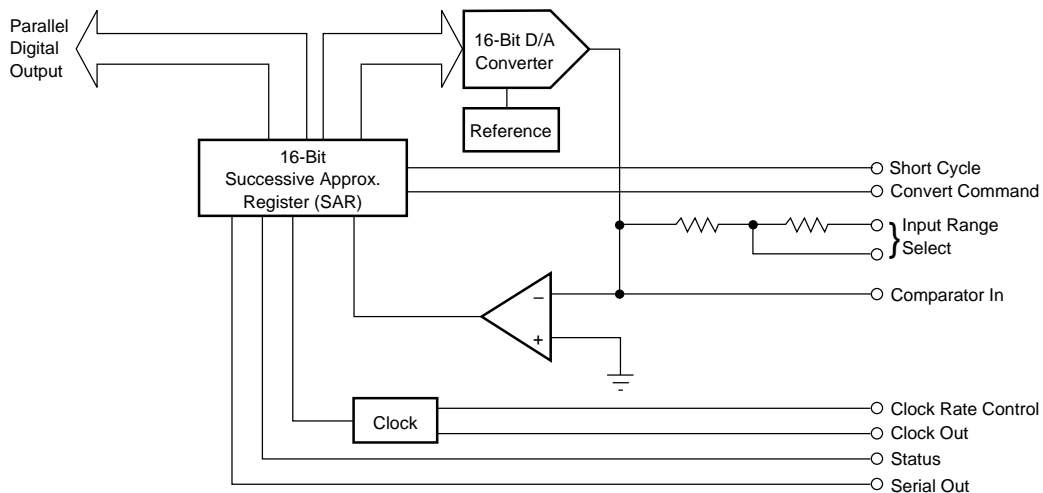 Parallel
Digital
Output
16-Bit D/A
Converter
Reference
16-Bit
Successive Approx.
Register (SAR)
Short Cycle
Convert Command
Input Range
Select
}
–
+
Comparator In
Clock
Clock Rate Control
Clock Out
Status
Serial Out